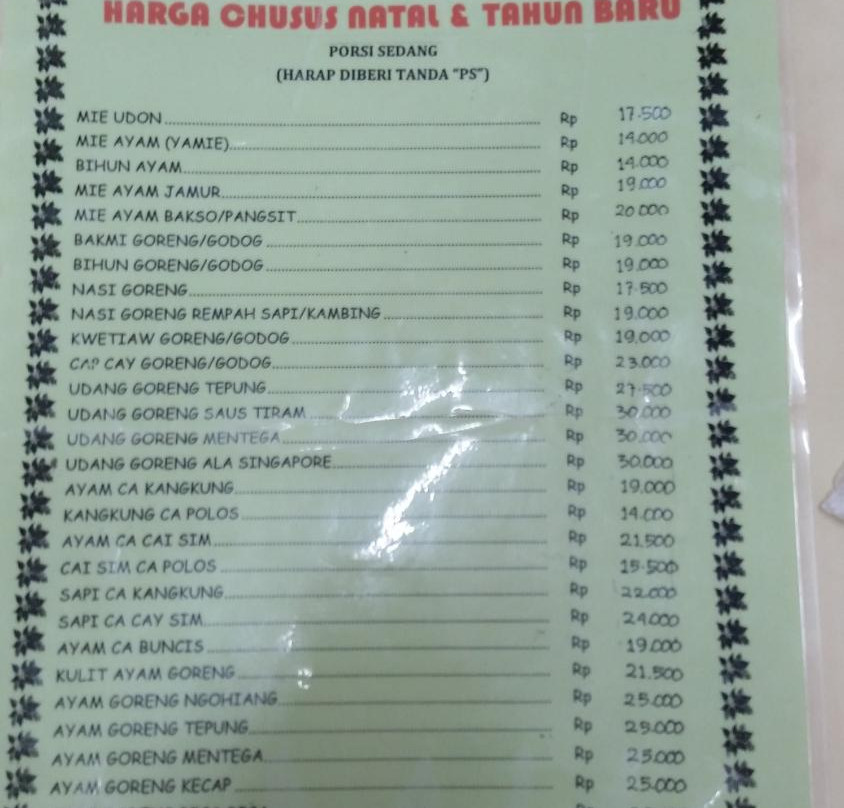 HARGA CHUSUS NATAL & TAHUN BARU
PORSI SEDANG
(HARAP DIBERI TANDA "PS")
MIE UDON Rp 17.500
MIE AYAM (YAMIE) Rp 14.000
BIHUN AYAM Rp 14.000
MIE AYAM JAMUR Rp 19.000
MIE AYAM BAKSO/PANGSIT Rp 20.000
BAKMI GORENG/GODOG Rp 19.000
BIHUN GORENG/GODOG Rp 19.000
NASI GORENG Rp 17.500
NASI GORENG REMPAH SAPI/KAMBING Rp 19.000
KWETIAW GORENG/GODOG Rp 19.000
CAP CAY GORENG/GODOG Rp 23.000
UDANG GORENG TEPUNG Rp 27.500
UDANG GORENG SAUS TIRAM Rp 30.000
UDANG GORENG MENTEGA Rp 30.000
UDANG GORENG ALA SINGAPORE Rp 30.000
AYAM CA KANGKUNG Rp 19.000
KANGKUNG CA POLOS Rp 14.000
AYAM CA CAI SIM Rp 21.500
CAI SIM CA POLOS Rp 15.500
SAPI CA KANGKUNG Rp 22.000
SAPI CA CAY SIM Rp 24.000
AYAM CA BUNCIS Rp 19.000
KULIT AYAM GORENG Rp 21.500
AYAM GORENG NGOHIANG Rp 25.000
AYAM GORENG TEPUNG Rp 25.000
AYAM GORENG MENTEGA Rp 25.000
AYAM GORENG KECAP Rp 25.000